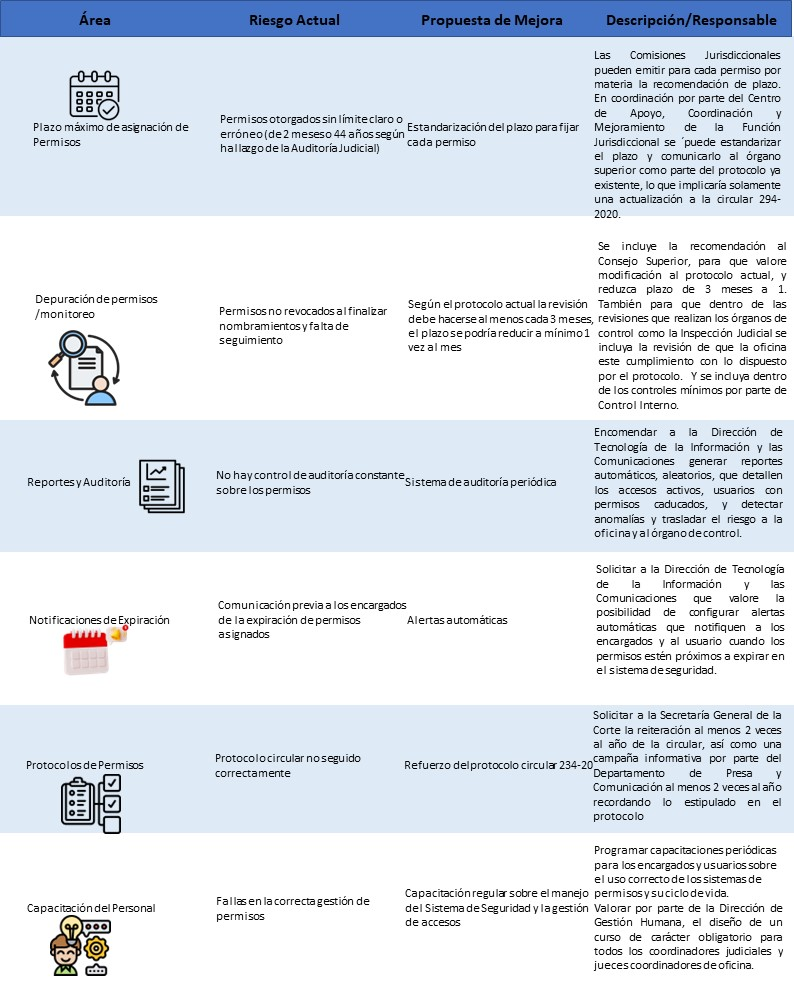 Área
Riesgo Actual
Propuesta de Mejora
Descripción/Responsable
Plazo máximo de asignación de
Permisos
Permisos otorgados sin límite claro o
erróneo (de 2 meses o 44 años según
hallazgo de la Auditoría Judicial)
Estandarización del plazo para fijar
cada permiso
Las Comisiones Jurisdiccionales
pueden emitir para cada permiso por
materia la recomendación de plazo.
En coordinación por parte del Centro
de Apoyo, Coordinación y
Mejoramiento de la Función
Jurisdiccional se ´puede estandarizar
el plazo y comunicarlo al órgano
superior como parte del protocolo ya
existente, lo que implicaría solamente
una actualización a la circular 294-
2020.
Depuración de permisos
/monitoreo
Permisos no revocados al finalizar
nombramientos y falta de
seguimiento
Según el protocolo actual la revisión
debe hacerse al menos cada 3 meses,
el plazo se podría reducir a mínimo 1
vez al mes
Se incluye la recomendación al
Consejo Superior, para que valore
modificación al protocolo actual, y
reduzca plazo de 3 meses a 1.
También para que dentro de las
revisiones que realizan los órganos de
control como la Inspección Judicial se
incluya la revisión de que la oficina
este cumplimiento con lo dispuesto
por el protocolo. Y se incluya dentro
de los controles mínimos por parte de
Control Interno.
Reportes y Auditoría
No hay control de auditoría constante
sobre los permisos
Sistema de auditoría periódica
Encomendar a la Dirección de
Tecnología de la Información y las
Comunicaciones generar reportes
automáticos, aleatorios, que detallen
los accesos activos, usuarios con
permisos caducados, y detectar
anomalías y trasladar el riesgo a la
oficina y al órgano de control.
Notificaciones de Expiración
Comunicación previa a los encargados
de la expiración de permisos
asignados
Alertas automáticas
Solicitar a la Dirección de Tecnología
de la Información y las
Comunicaciones que valore la
posibilidad de configurar alertas
automáticas que notifiquen a los
encargados y al usuario cuando los
permisos estén próximos a expirar en
el sistema de seguridad.
Protocolos de Permisos
Protocolo circular no seguido
correctamente
Refuerzo del protocolo circular 234-20
Solicitar a la Secretaría General de la
Corte la reiteración al menos 2 veces
al año de la circular, así como una
campaña informativa por parte del
Departamento de Presa y
Comunicación al menos 2 veces al año
recordando lo estipulado en el
protocolo
Capacitación del Personal
Fallas en la correcta gestión de
permisos
Capacitación regular sobre el manejo
del Sistema de Seguridad y la gestión
de accesos
Programar capacitaciones periódicas
para los encargados y usuarios sobre
el uso correcto de los sistemas de
permisos y su ciclo de vida.
Valorar por parte de la Dirección de
Gestión Humana, el diseño de un
curso de carácter obligatorio para
todos los coordinadores judiciales y
jueces coordinadores de oficina.